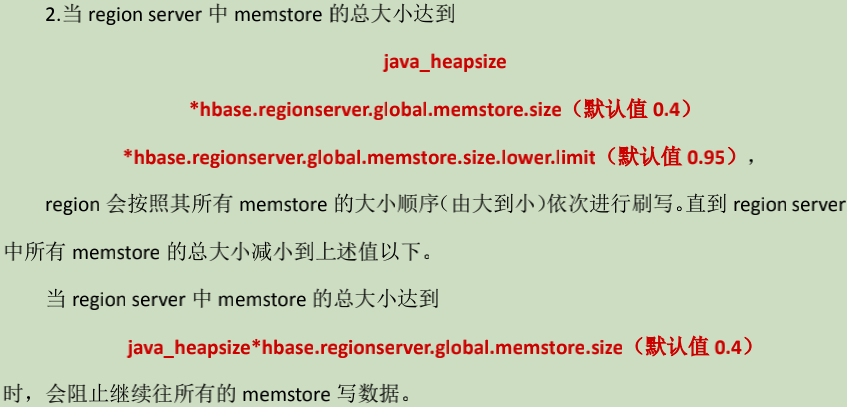 2.当 region server 中 memstore 的总大小达到
java_heapsize
*hbase.regionserver.global.memstore.size（默认值 0.4）
*hbase.regionserver.global.memstore.size.lower.limit（默认值 0.95），
region 会按照其所有 memstore 的大小顺序（由大到小）依次进行刷写。直到 region server
中所有 memstore 的总大小减小到上述值以下。
当 region server 中 memstore 的总大小达到
java_heapsize*hbase.regionserver.global.memstore.size（默认值 0.4）
时，会阻止继续往所有的 memstore 写数据。